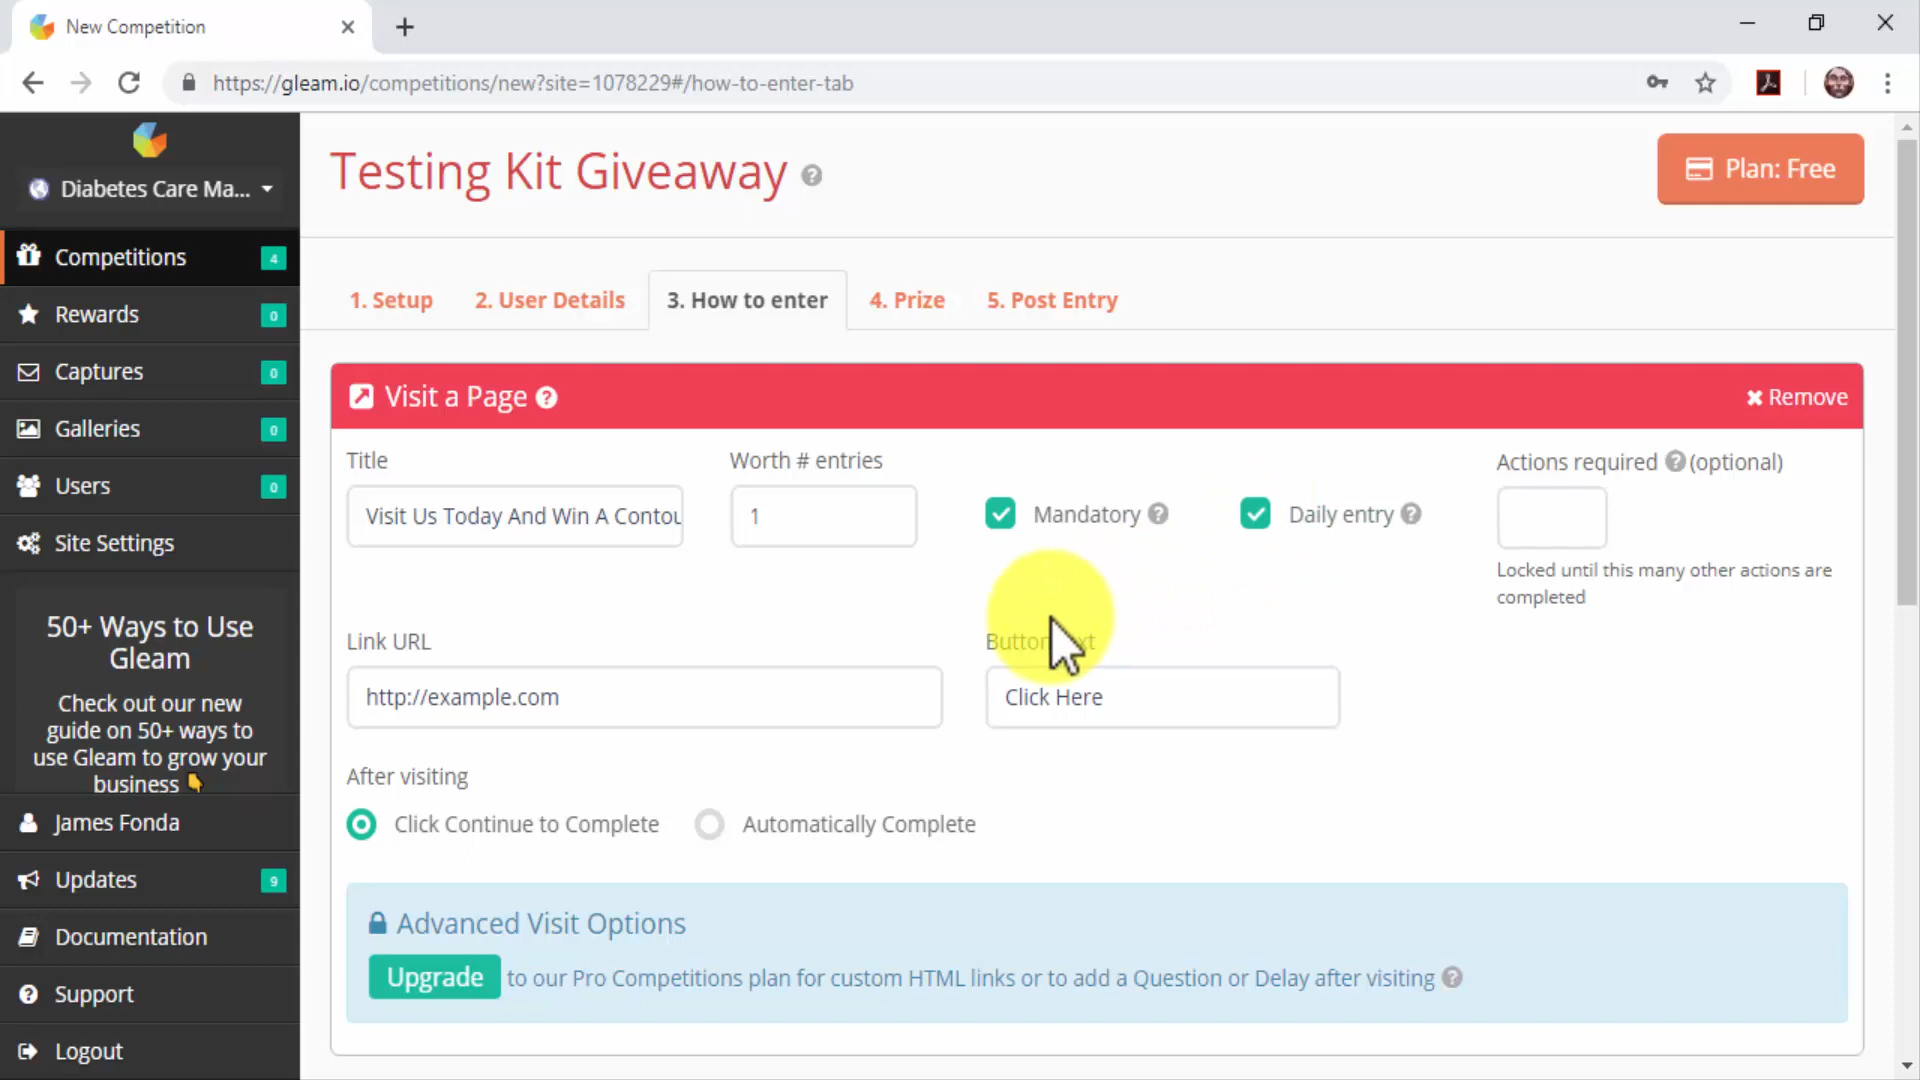 New Competition
https://gleam.io/competitions/new?site=1078229#/how-to-enter-tab
Diabetes Care Ma...
Competitions 4
Rewards 0
Captures 0
Galleries 0
Users 0
Site Settings
50+ Ways to Use
Gleam
Check out our new
guide on 50+ ways to
use Gleam to grow your
business
James Fonda
Updates 9
Documentation
Support
Logout
Testing Kit Giveaway ?
Plan: Free
1. Setup 2. User Details 3. How to enter 4. Prize 5. Post Entry
Visit a Page ? Remove
Title Worth # entries Actions required ? (optional)
Visit Us Today And Win A Contou 1 Mandatory ? Daily entry ?
Locked until this many other actions are
completed
Link URL
http://example.com Click Here
After visiting
Click Continue to Complete Automatically Complete
Advanced Visit Options
Upgrade to our Pro Competitions plan for custom HTML links or to add a Question or Delay after visiting ?